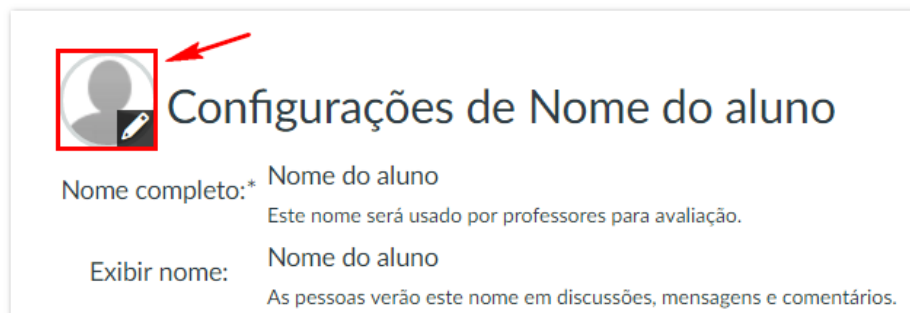 Configurações de Nome do aluno
Nome completo:* Nome do aluno
Este nome será usado por professores para avaliação.
Exibir nome: Nome do aluno
As pessoas verão este nome em discussões, mensagens e comentários.